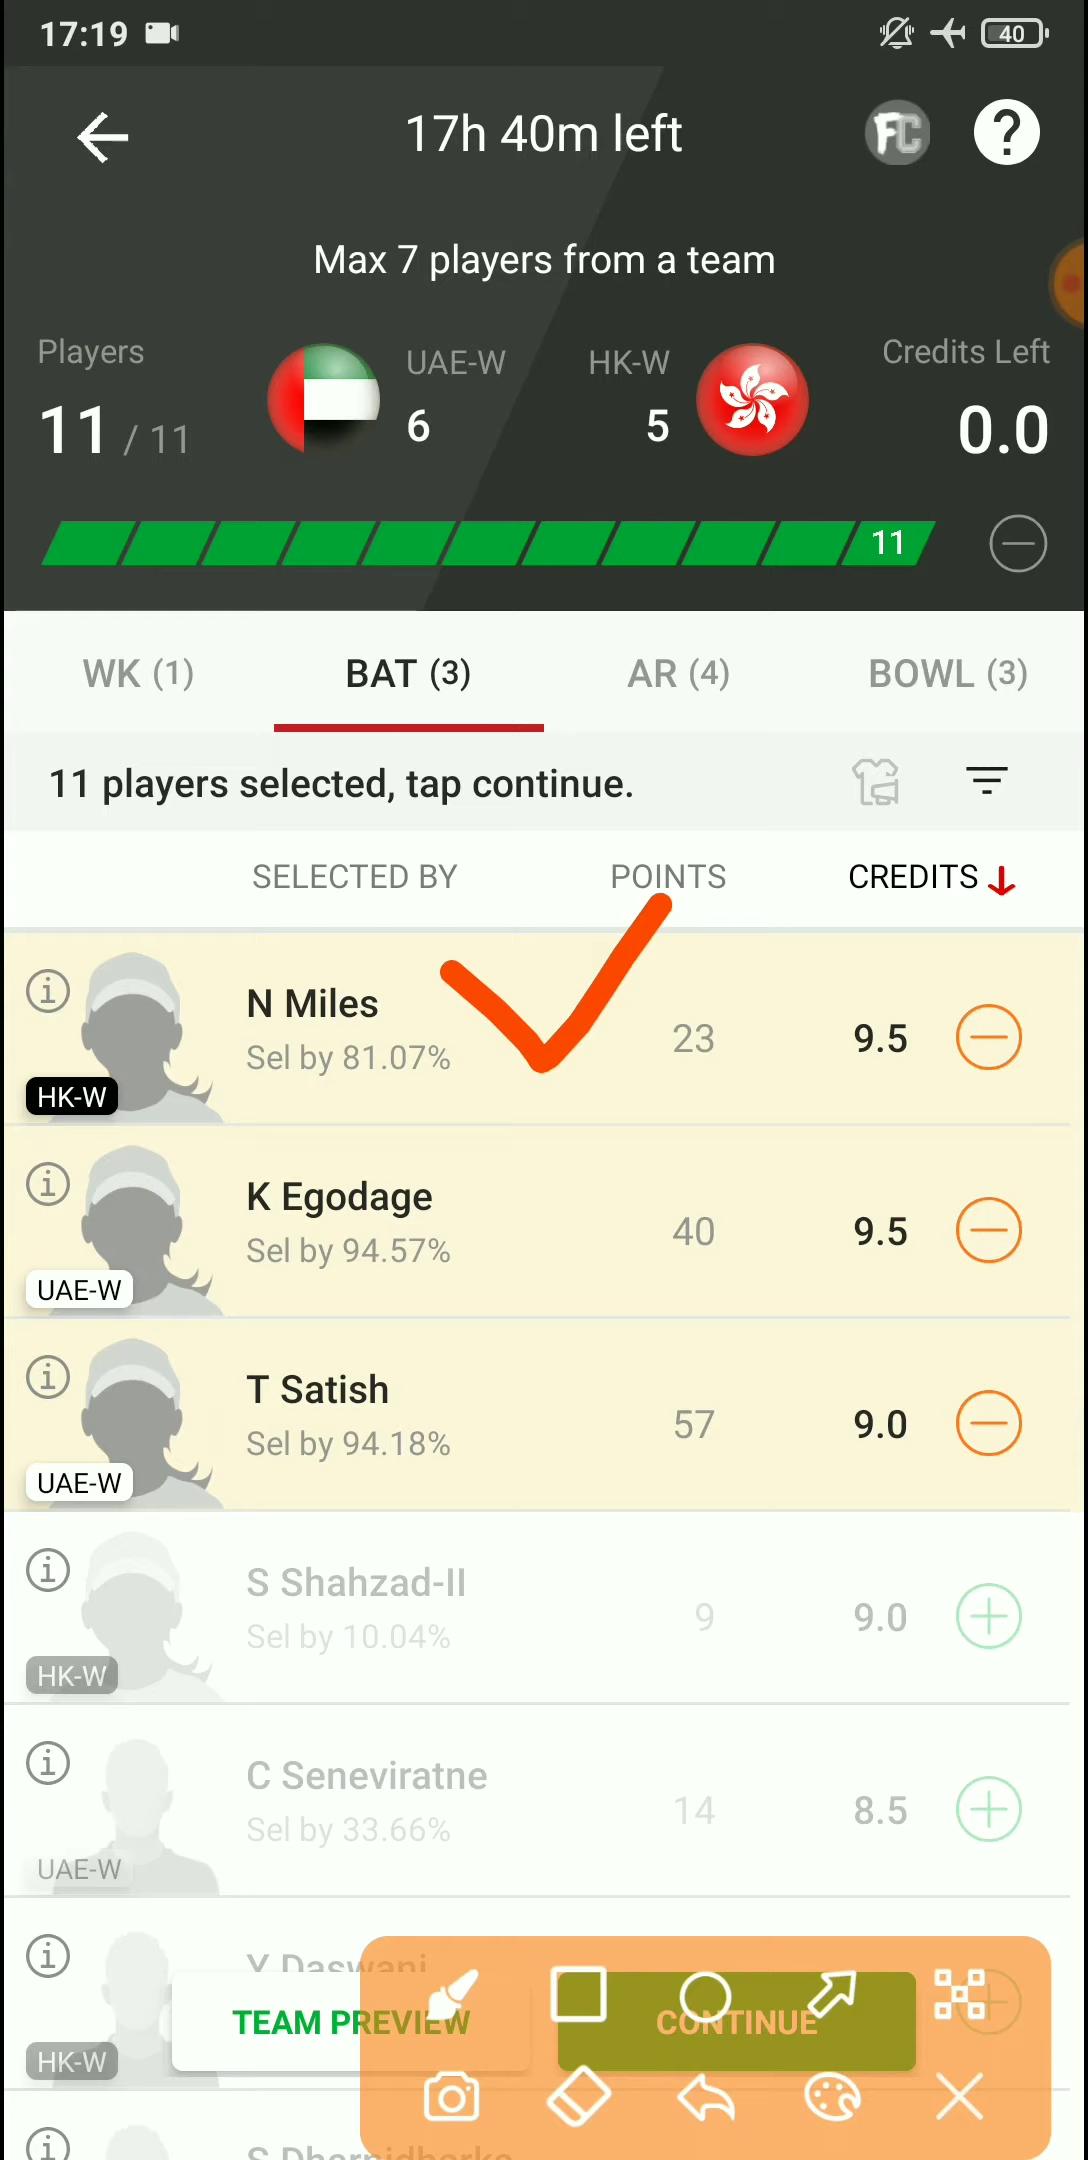 17:19
40
17h 40m left
FC
?
Max 7 players from a team
Players
UAE-W
HK-W
Credits Left
11 / 11
6
5
0.0
11
WK (1)
BAT (3)
AR (4)
BOWL (3)
11 players selected, tap continue.
SELECTED BY
POINTS
CREDITS
N Miles
Sel by 81.07%
23
9.5
HK-W
K Egodage
Sel by 94.57%
40
9.5
UAE-W
T Satish
Sel by 94.18%
57
9.0
UAE-W
S Shahzad-II
Sel by 10.04%
9
9.0
HK-W
C Seneviratne
Sel by 33.66%
14
8.5
UAE-W
Y Daswani
HK-W
TEAM PREVIEW
CONTINUE